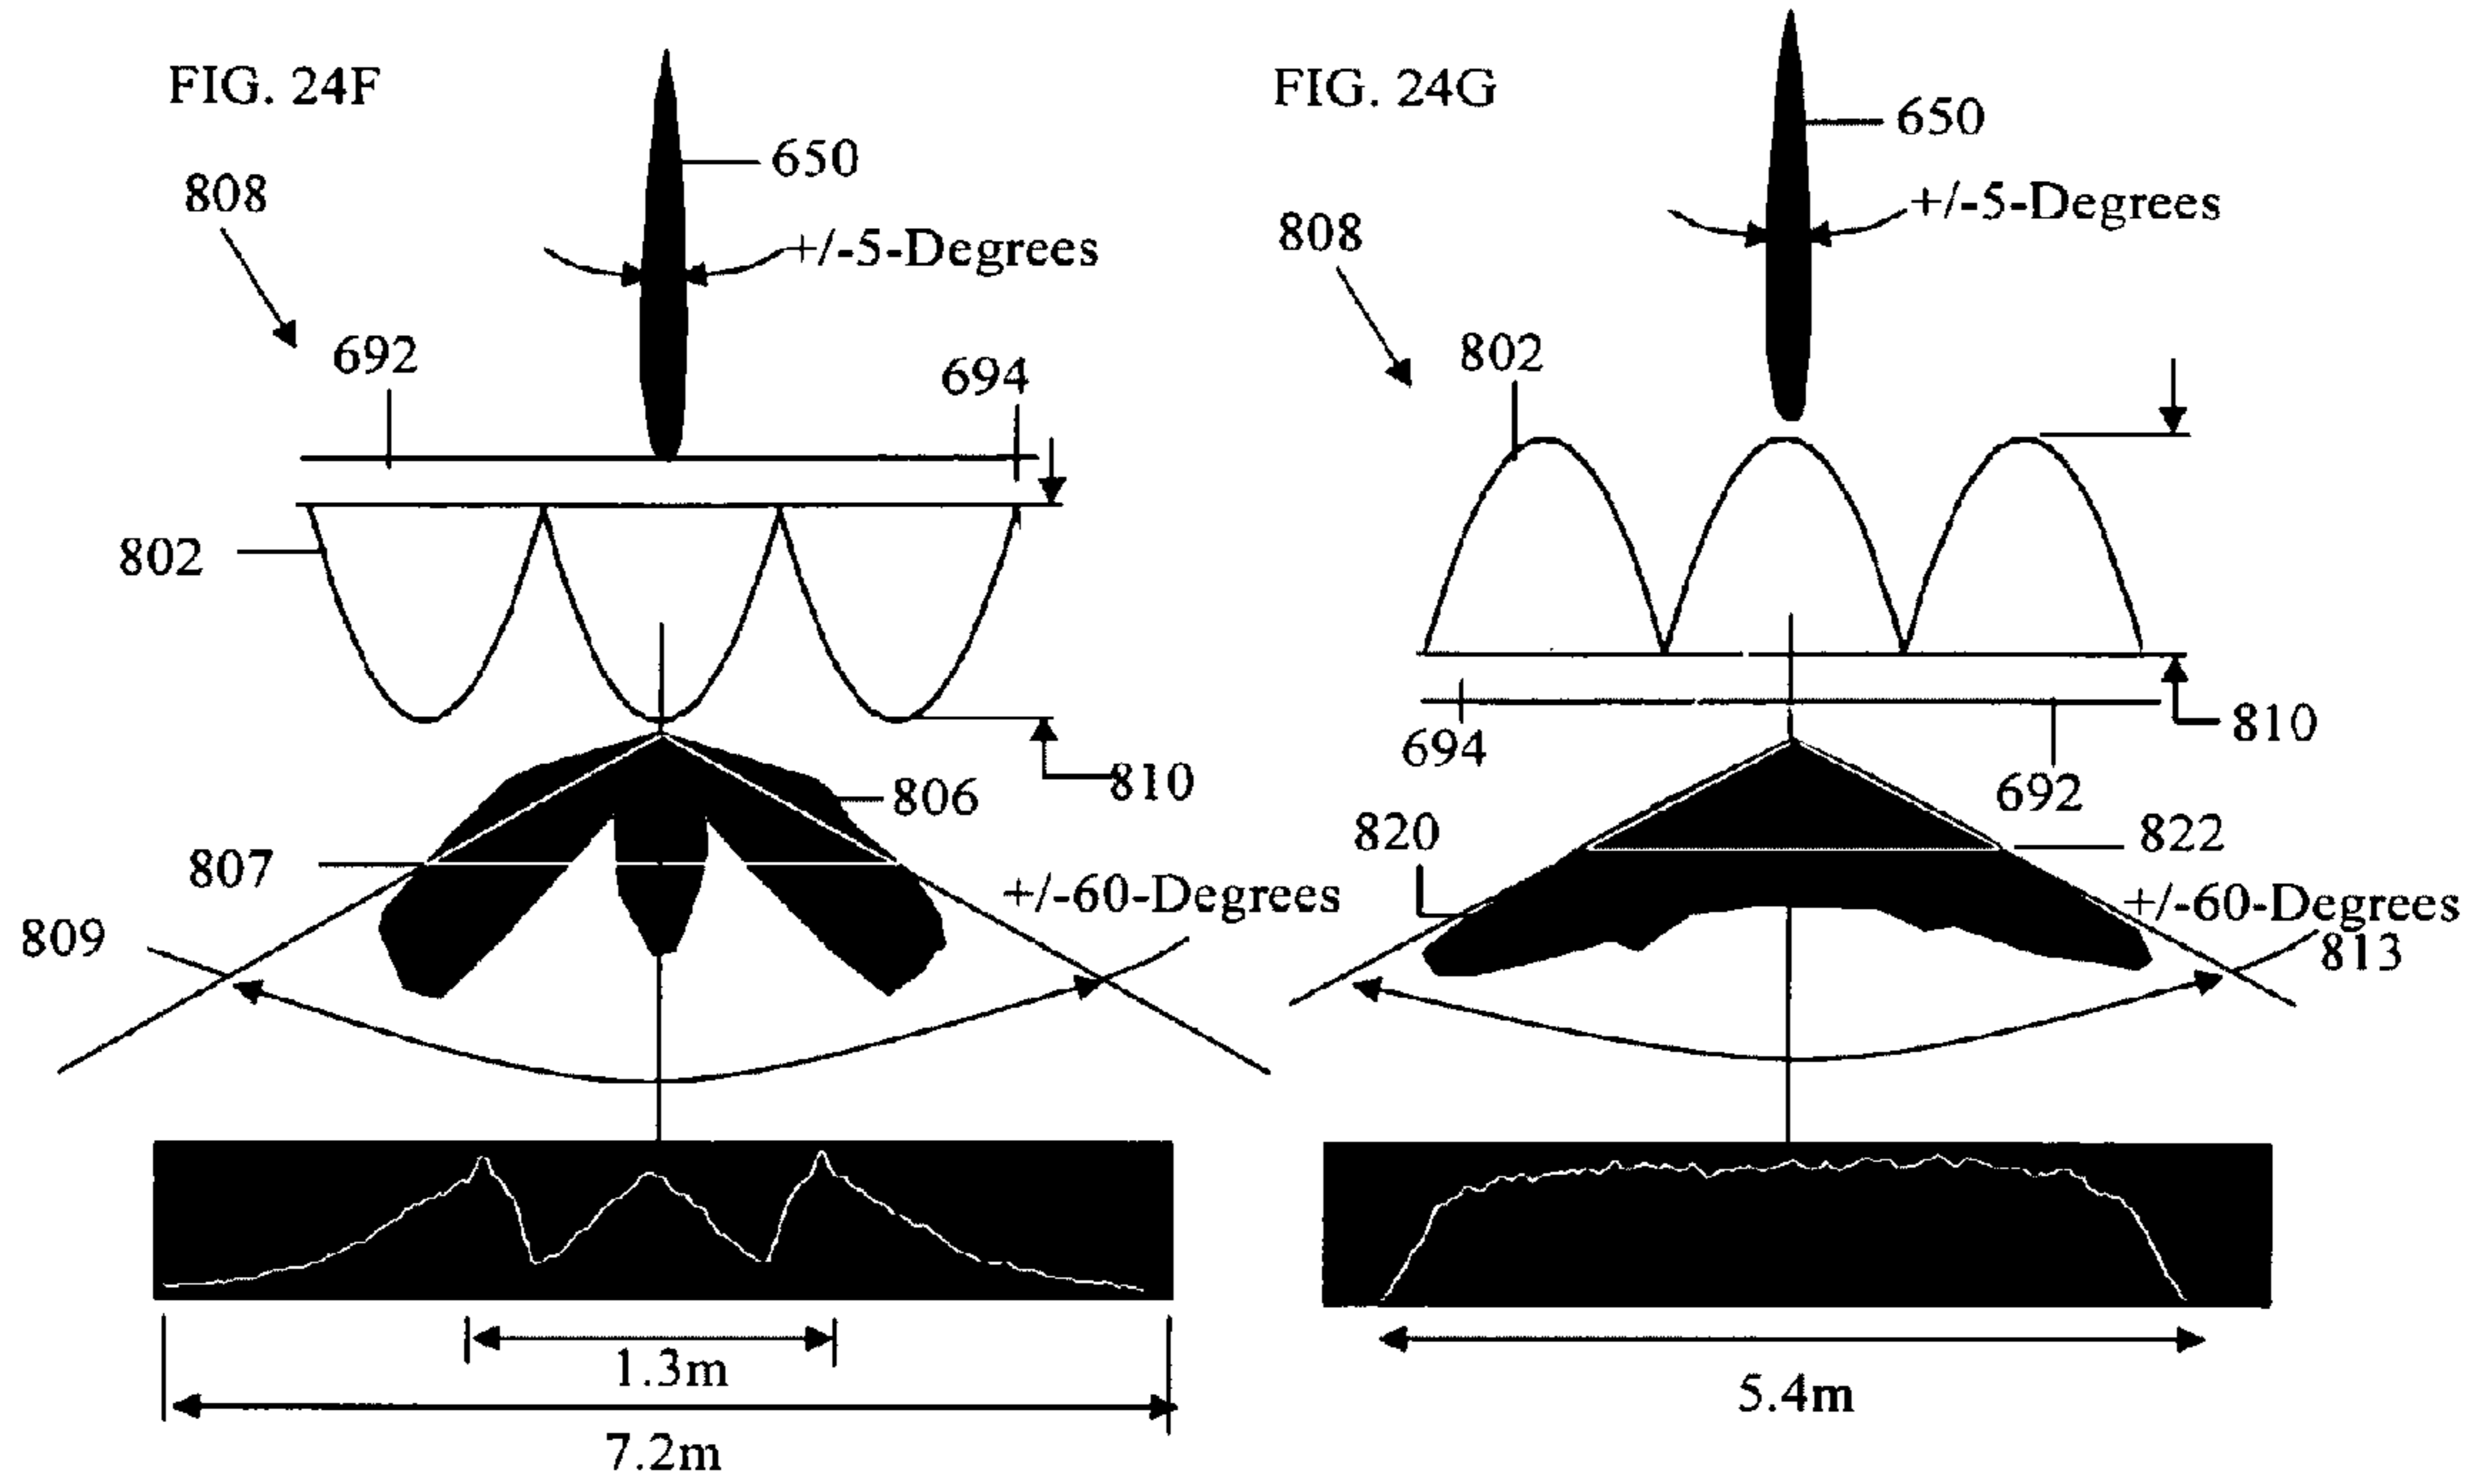 FIG. 24F
650
808
+/-5-Degrees
692
694
802
810
806
807
+/-60-Degrees
809
1.3m
7.2m
FIG. 24G
650
+/-5-Degrees
808
802
810
694
692
820
822
+/-60-Degrees
813
5.4m